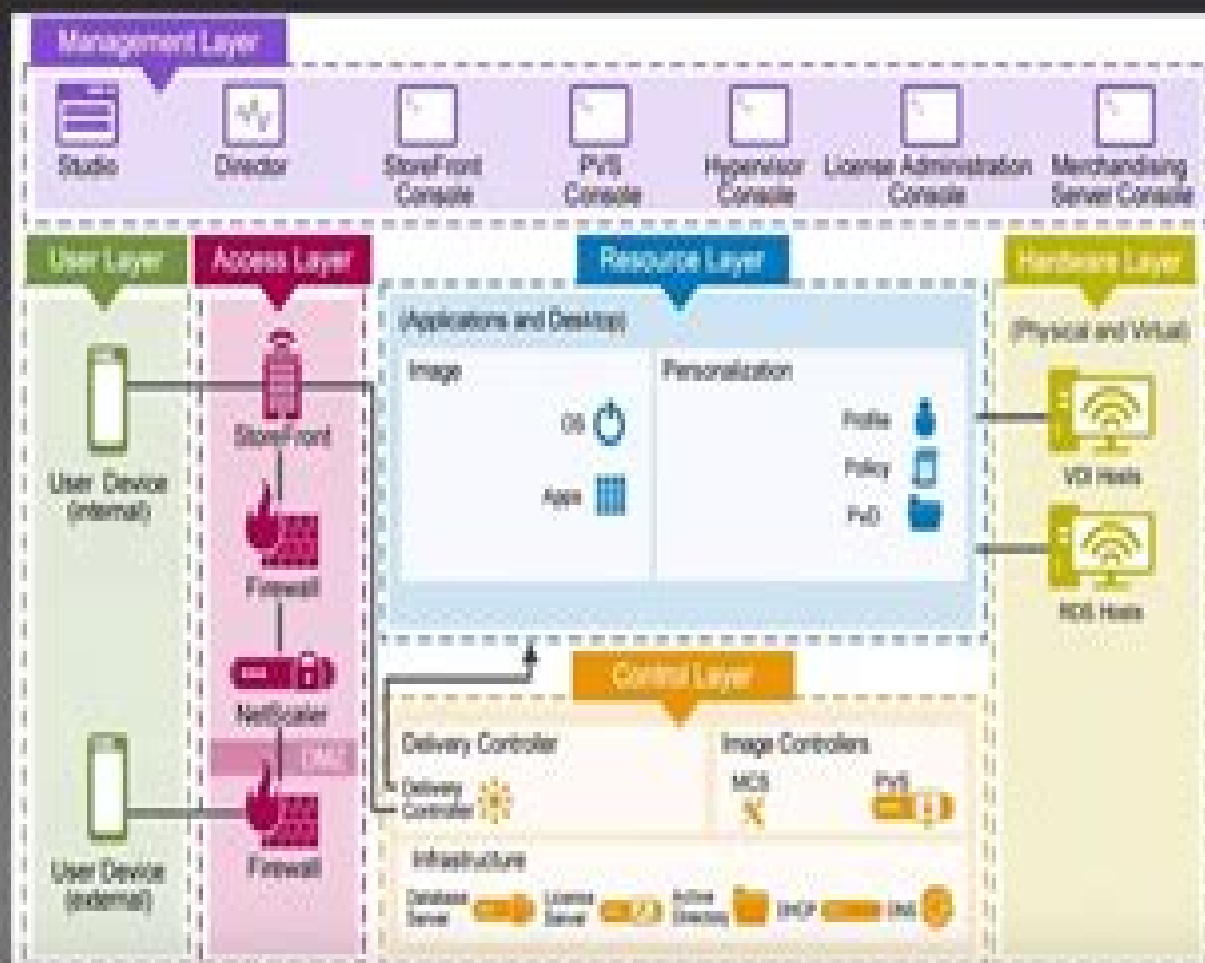 Management Layer
Studio
Director
StoreFront
Console
PVS
Console
Hypervisor
Console
License Administration
Console
Merchandising
Server Console
User Layer
Access Layer
Resource Layer
Hardware Layer
(Applications and Desktop)
Image
OS
Apps
Personalization
Profile
Policy
PvD
(Physical and Virtual)
VDI Hosts
RDS Hosts
User Device
(internal)
StoreFront
Firewall
NetScaler
DMZ
Firewall
User Device
(external)
Control Layer
Delivery Controller
Delivery
Controller
Image Controllers
MCS
PVS
Infrastructure
Database
Server
License
Server
Active
Directory
DHCP
DNS